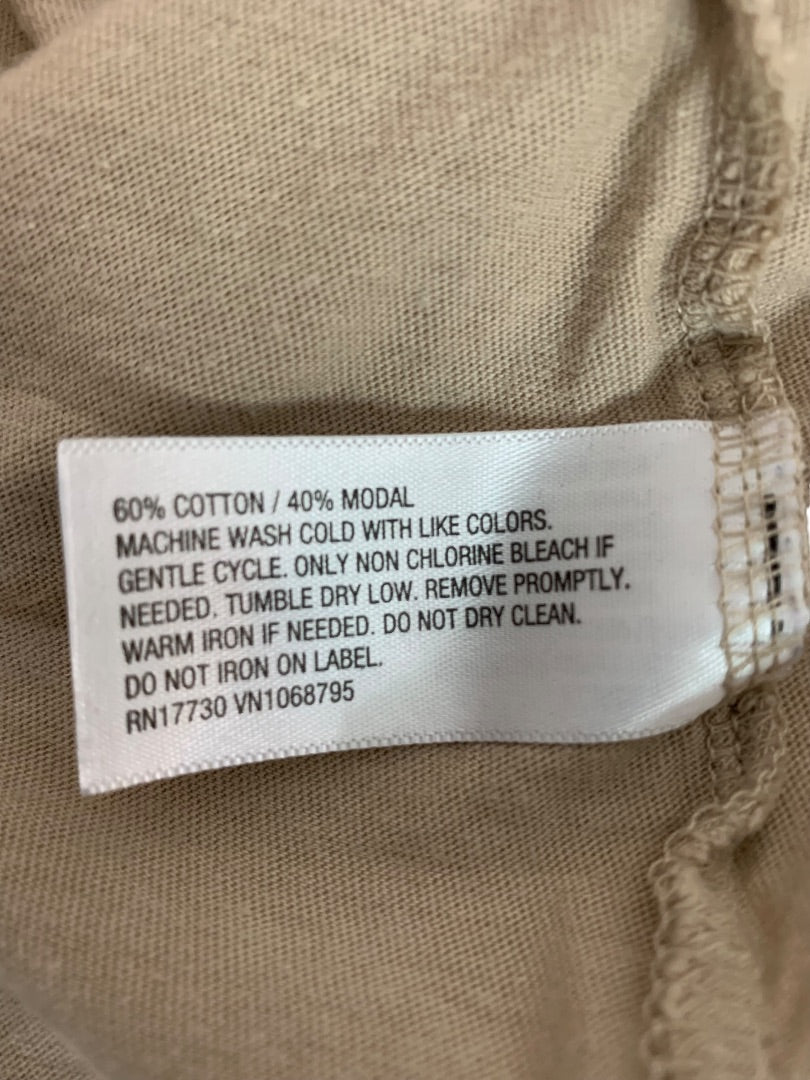 60% COTTON / 40% MODAL
MACHINE WASH COLD WITH LIKE COLORS.
GENTLE CYCLE. ONLY NON CHLORINE BLEACH IF
NEEDED. TUMBLE DRY LOW. REMOVE PROMPTLY.
WARM IRON IF NEEDED. DO NOT DRY CLEAN.
DO NOT IRON ON LABEL.
RN17730 VN1068795